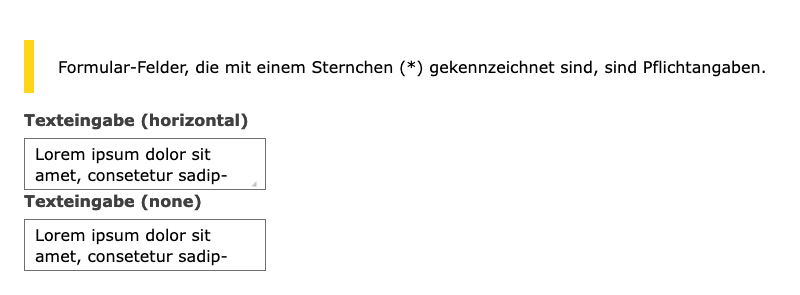 Formular-Felder, die mit einem Sternchen (*) gekennzeichnet sind, sind Pflichtangaben.
Texteingabe (horizontal)
Lorem ipsum dolor sit
amet, consetetur sadip-
Texteingabe (none)
Lorem ipsum dolor sit
amet, consetetur sadip-